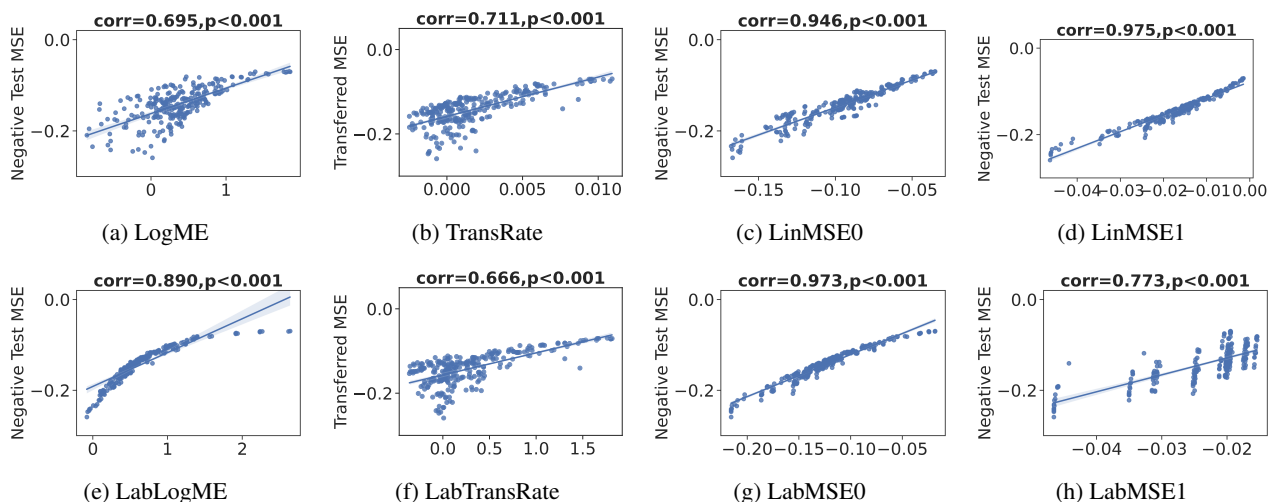 corr=0.695,p<0.001
Negative Test MSE
0.0
−0.2
0
1
(a) LogME
corr=0.711,p<0.001
Transferred MSE
0.0
−0.2
0.000
0.005
0.010
(b) TransRate
corr=0.946,p<0.001
Negative Test MSE
0.0
−0.2
−0.15
−0.10
−0.05
(c) LinMSE0
corr=0.975,p<0.001
Negative Test MSE
0.0
−0.2
−0.04
−0.03
−0.02
−0.01
0.00
(d) LinMSE1
corr=0.890,p<0.001
Negative Test MSE
0.0
−0.2
0
1
2
(e) LabLogME
corr=0.666,p<0.001
Transferred MSE
0.0
−0.2
0.0
0.5
1.0
1.5
(f) LabTransRate
corr=0.973,p<0.001
Negative Test MSE
0.0
−0.2
−0.20
−0.15
−0.10
−0.05
(g) LabMSE0
corr=0.773,p<0.001
Negative Test MSE
0.0
−0.2
−0.04
−0.03
−0.02
(h) LabMSE1